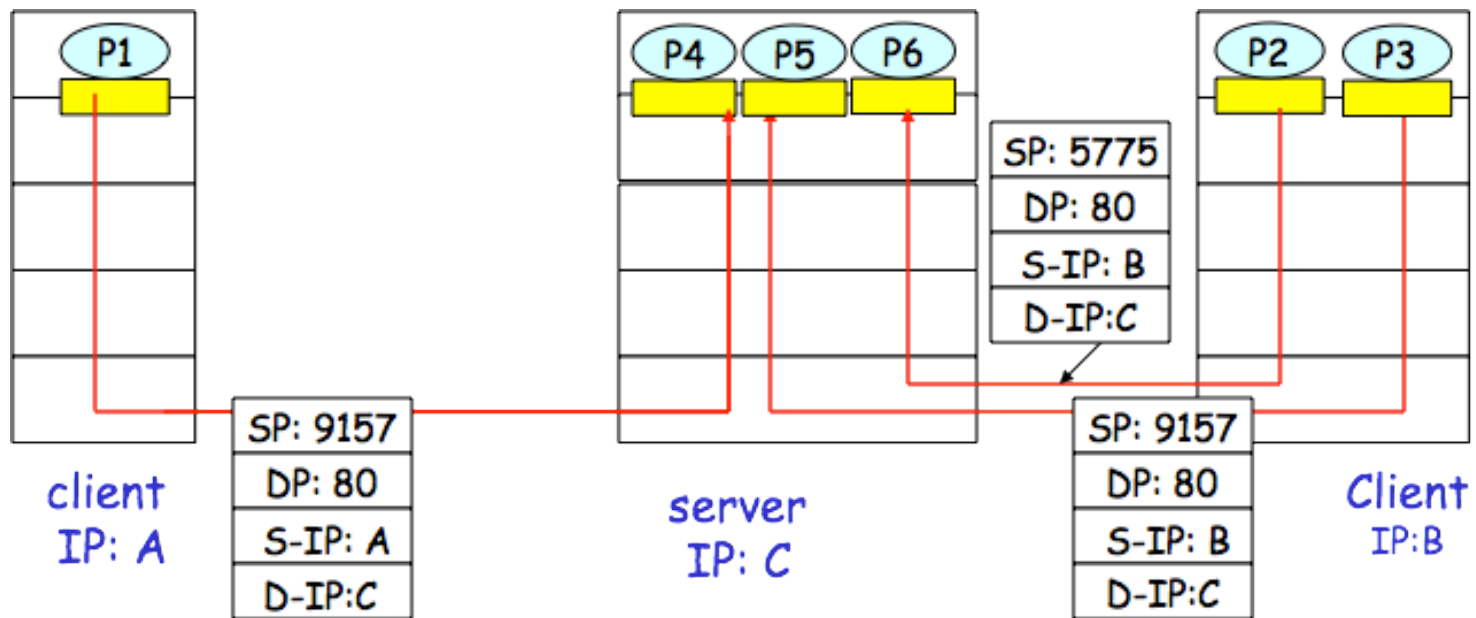 P1
P4 P5 P6
P2 P3
SP: 5775
DP: 80
S-IP: B
D-IP:C
SP: 9157
DP: 80
S-IP: A
D-IP:C
SP: 9157
DP: 80
S-IP: B
D-IP:C
client
IP: A
server
IP: C
Client
IP:B